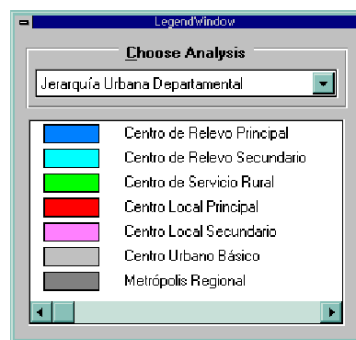 LegendWindow
Choose Analysis
Jerarquía Urbana Departamental
Centro de Relevo Principal
Centro de Relevo Secundario
Centro de Servicio Rural
Centro Local Principal
Centro Local Secundario
Centro Urbano Básico
Metrópolis Regional